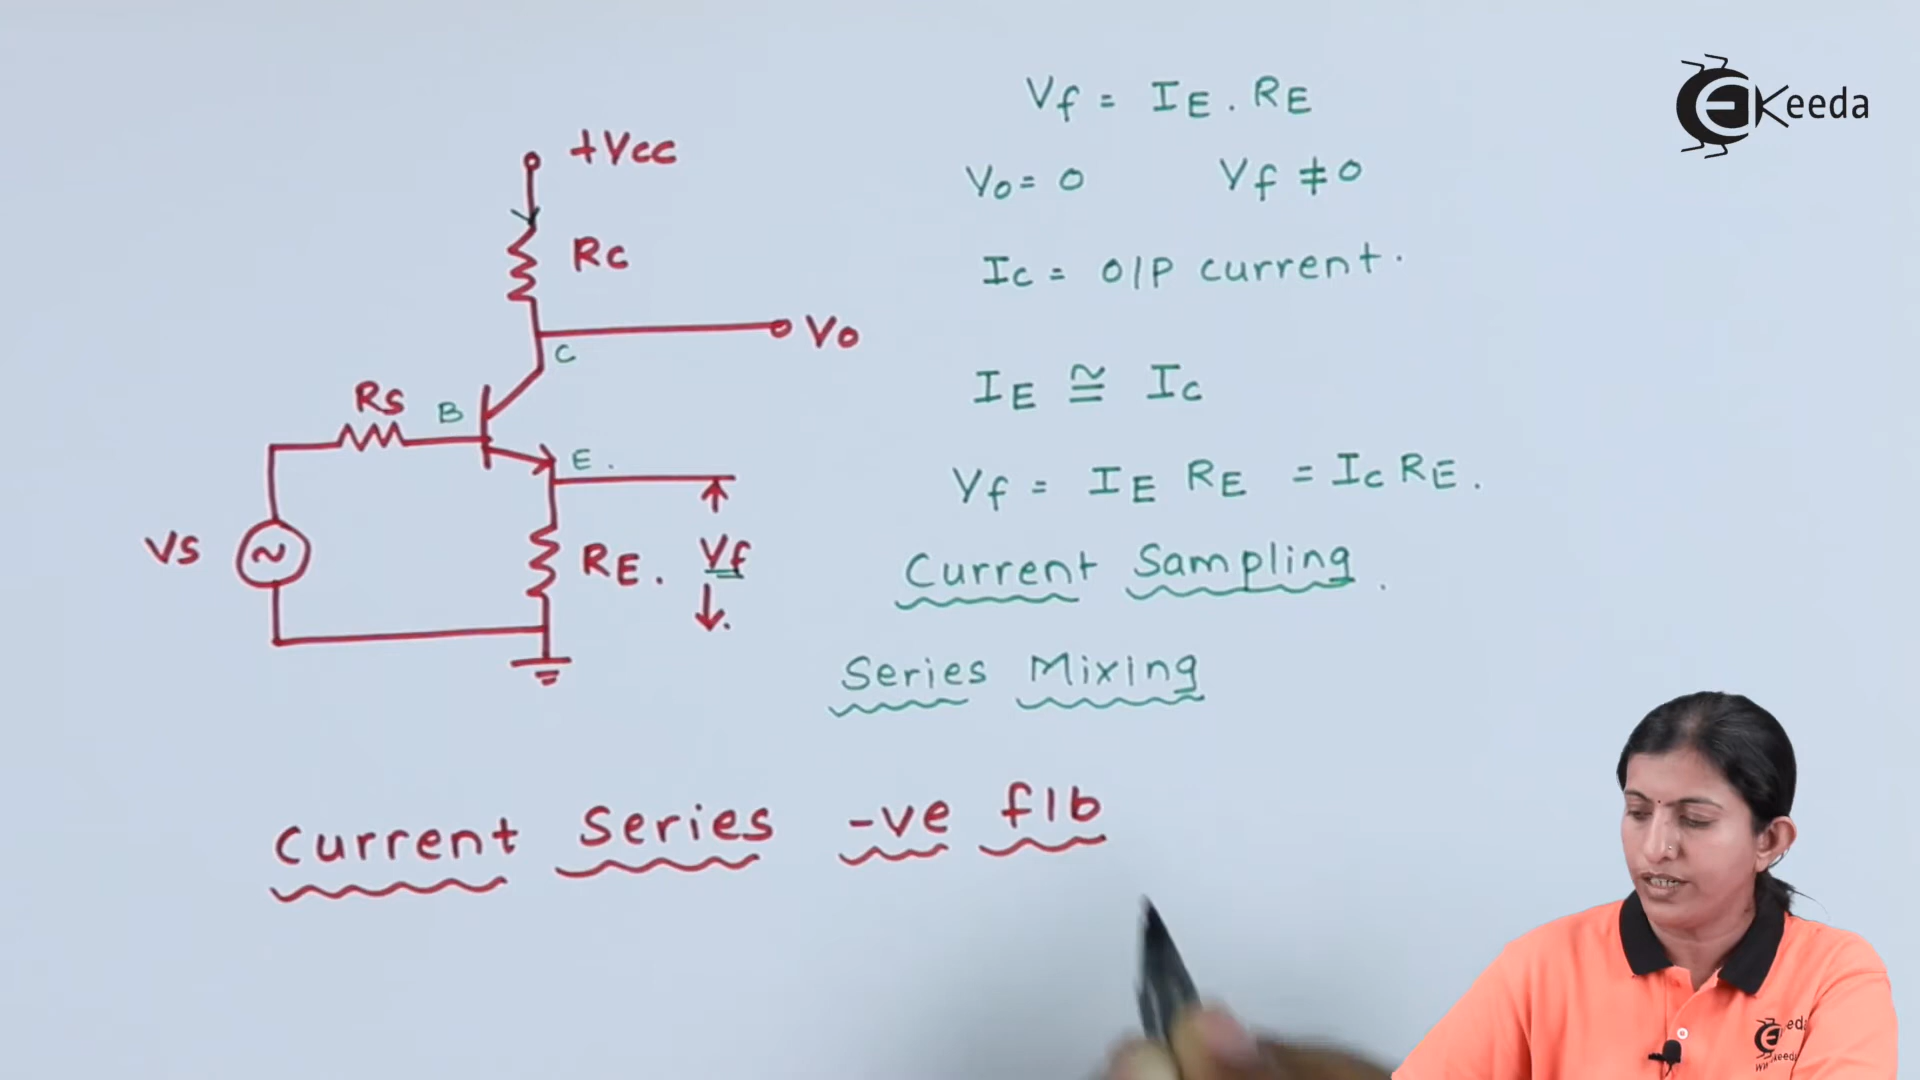 +Vcc
Rc
Vo
C
Rs
B
E.
Vs
RE.
Vf
Vf = IE . RE
Vo = 0 Vf ≠ 0
Ic = O/P current.
IE ≅ Ic
Vf = IE RE = Ic RE.
Current Sampling.
Series Mixing
Current Series -ve f/b
EKeeda